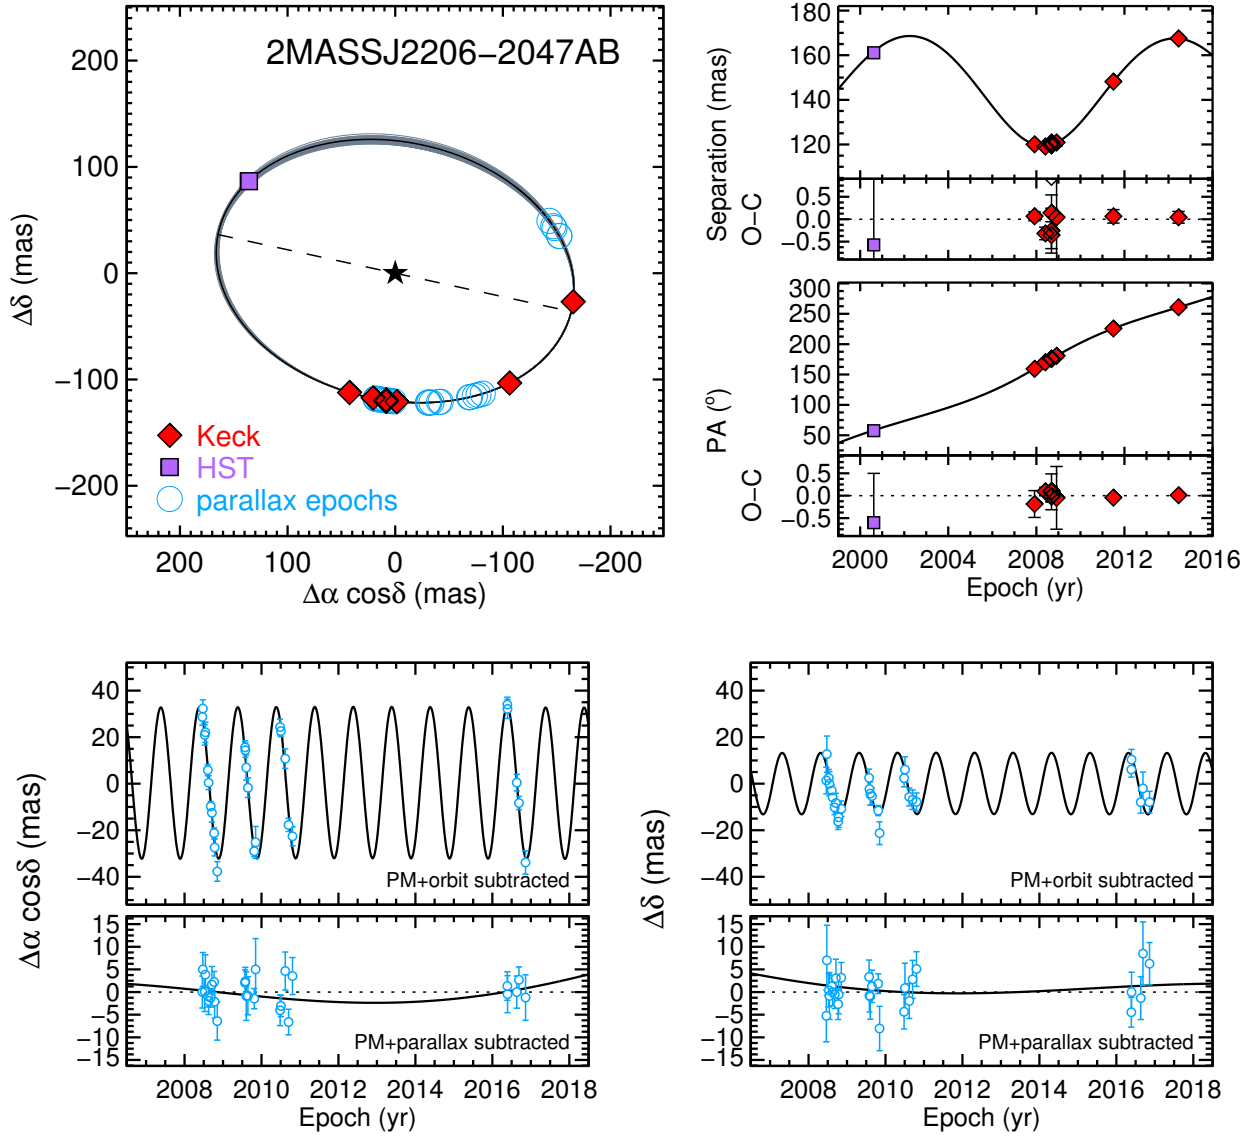 2MASSJ2206−2047AB
200
100
0
−100
−200
Δδ (mas)
Keck
HST
parallax epochs
200 100 0 −100 −200
Δα cosδ (mas)
180
160
140
120
Separation (mas)
0.5
0.0
−0.5
O−C
300
250
200
150
100
50
PA (°)
0.5
0.0
−0.5
O−C
2000 2004 2008 2012 2016
Epoch (yr)
40
20
0
−20
−40
Δα cosδ (mas)
PM+orbit subtracted
15
10
5
0
−5
−10
−15
PM+parallax subtracted
2008 2010 2012 2014 2016 2018
Epoch (yr)
40
20
0
−20
−40
Δδ (mas)
PM+orbit subtracted
15
10
5
0
−5
−10
−15
PM+parallax subtracted
2008 2010 2012 2014 2016 2018
Epoch (yr)